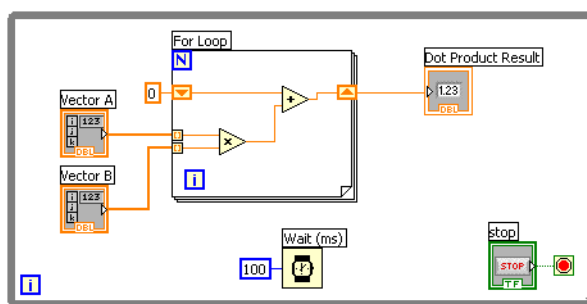 For Loop
N
Dot Product Result
0
1.23
DBL
Vector A
i
j
k
123
DBL
+
×
Vector B
i
j
k
123
DBL
i
Wait (ms)
100
stop
STOP
TF
i